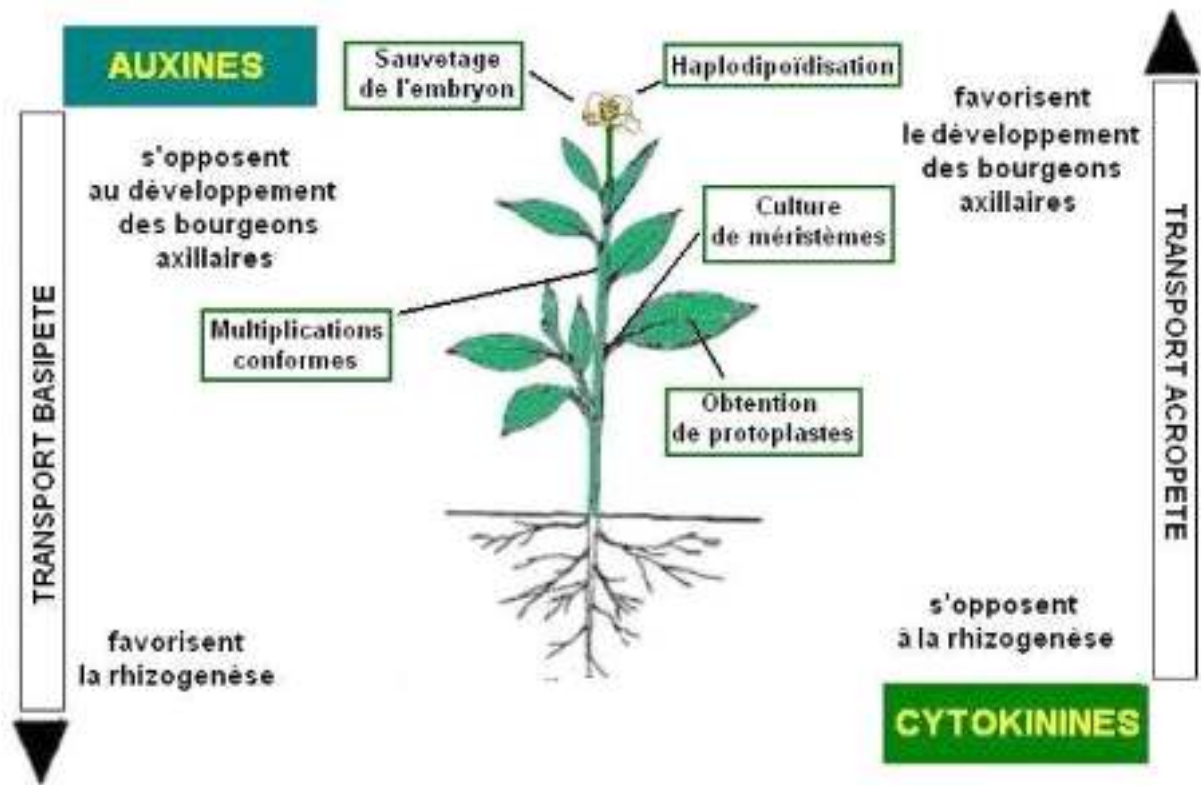 AUXINES
s'opposent
au développement
des bourgeons
axillaires
favorisent
la rhizogenèse
TRANSPORT BASIPETE
Sauvetage
de l'embryon
Haplodipoïdisation
Culture
de méristèmes
Multiplications
conformes
Obtention
de protoplastes
favorisent
le développement
des bourgeons
axillaires
s'opposent
à la rhizogenèse
CYTOKININES
TRANSPORT ACROPETE